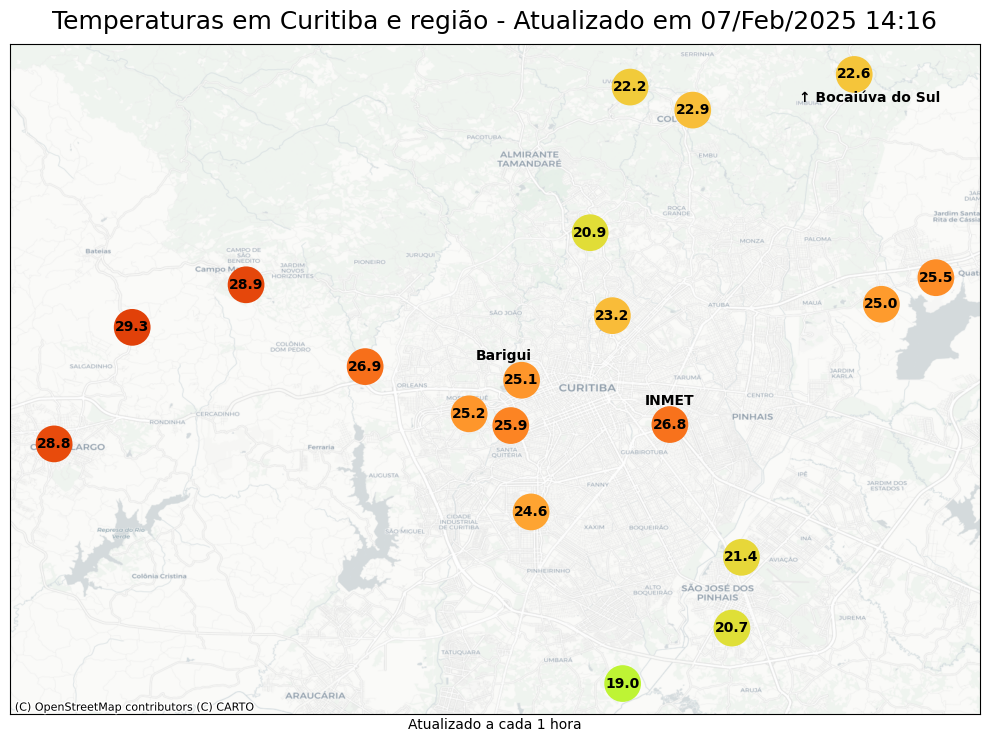 Temperaturas em Curitiba e região - Atualizado em 07/Feb/2025 14:16
SERRINHA
22.6
22.2
↑ Bocaiúva do Sul
22.9
PACOTUBA
ALMIRANTE
TAMANDARÉ
EMBU
ROÇA
GRANDE
Jardim Santa
Rita de Cássia
20.9
MONZA
PALOMA
Bateias
CAMPO DE
SÃO
BENEDITO
JURUQUI
PIONEIRO
JARDIM
NOVOS
HORIZONTES
Campo M
28.9
25.5
Quat
25.0
ATUBA
MAUÁ
SÃO JOÃO
23.2
29.3
COLÔNIA
DOM PEDRO
Barigui
SALGADINHO
26.9
25.1
TARUMÃ
JARDIM
KARLA
ORLEANS
CURITIBA
CENTRO
INMET
25.2
25.9
26.8
PINHAIS
CERCADINHO
RONDINHA
28.8
LARGO
Ferraria
SANTA
QUITÉRIA
GUABIROTUBA
AUGUSTA
IPÊ
FANNY
JARDIM DOS
ESTADOS I
24.6
CIDADE
INDUSTRIAL
DE CURITIBA
XAXIM
BOQUEIRÃO
Represa do Rio
Verde
INÁ
21.4
AVIAÇÃO
PINHEIRINHO
Colônia Cristina
ALTO
BOQUEIRÃO
SÃO JOSÉ DOS
PINHAIS
JUREMA
20.7
TATUQUARA
UMBARÁ
19.0
ARUJÁ
ARAUCÁRIA
(C) OpenStreetMap contributors (C) CARTO
Atualizado a cada 1 hora